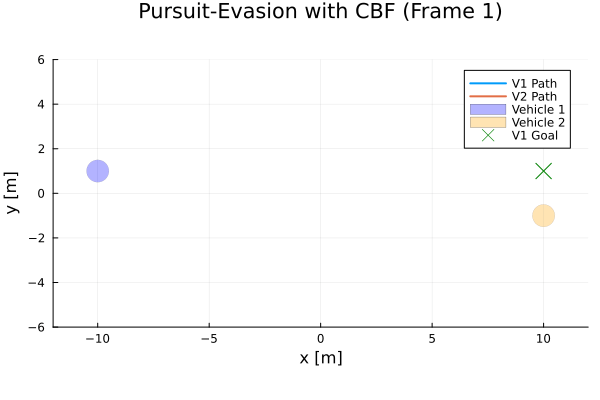 Pursuit-Evasion with CBF (Frame 1)
6
4
2
0
−2
−4
−6
y [m]
V1 Path
V2 Path
Vehicle 1
Vehicle 2
V1 Goal
−10
−5
0
5
10
x [m]